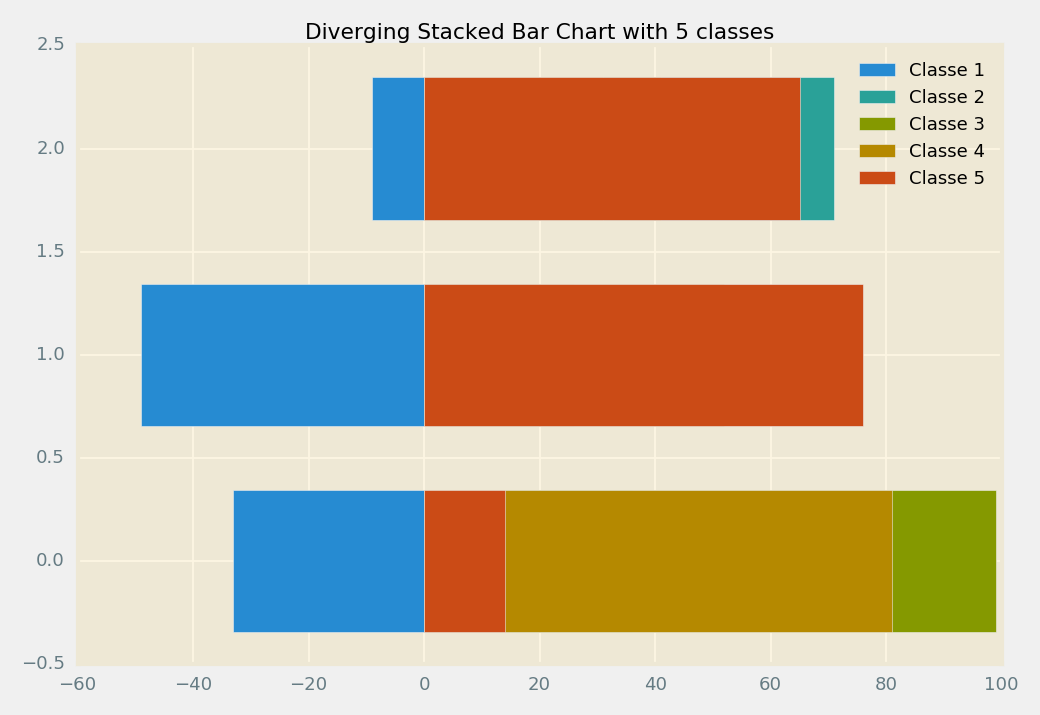 Diverging Stacked Bar Chart with 5 classes
2.5
2.0
1.5
1.0
0.5
0.0
−0.5
−60 −40 −20 0 20 40 60 80 100
Classe 1
Classe 2
Classe 3
Classe 4
Classe 5